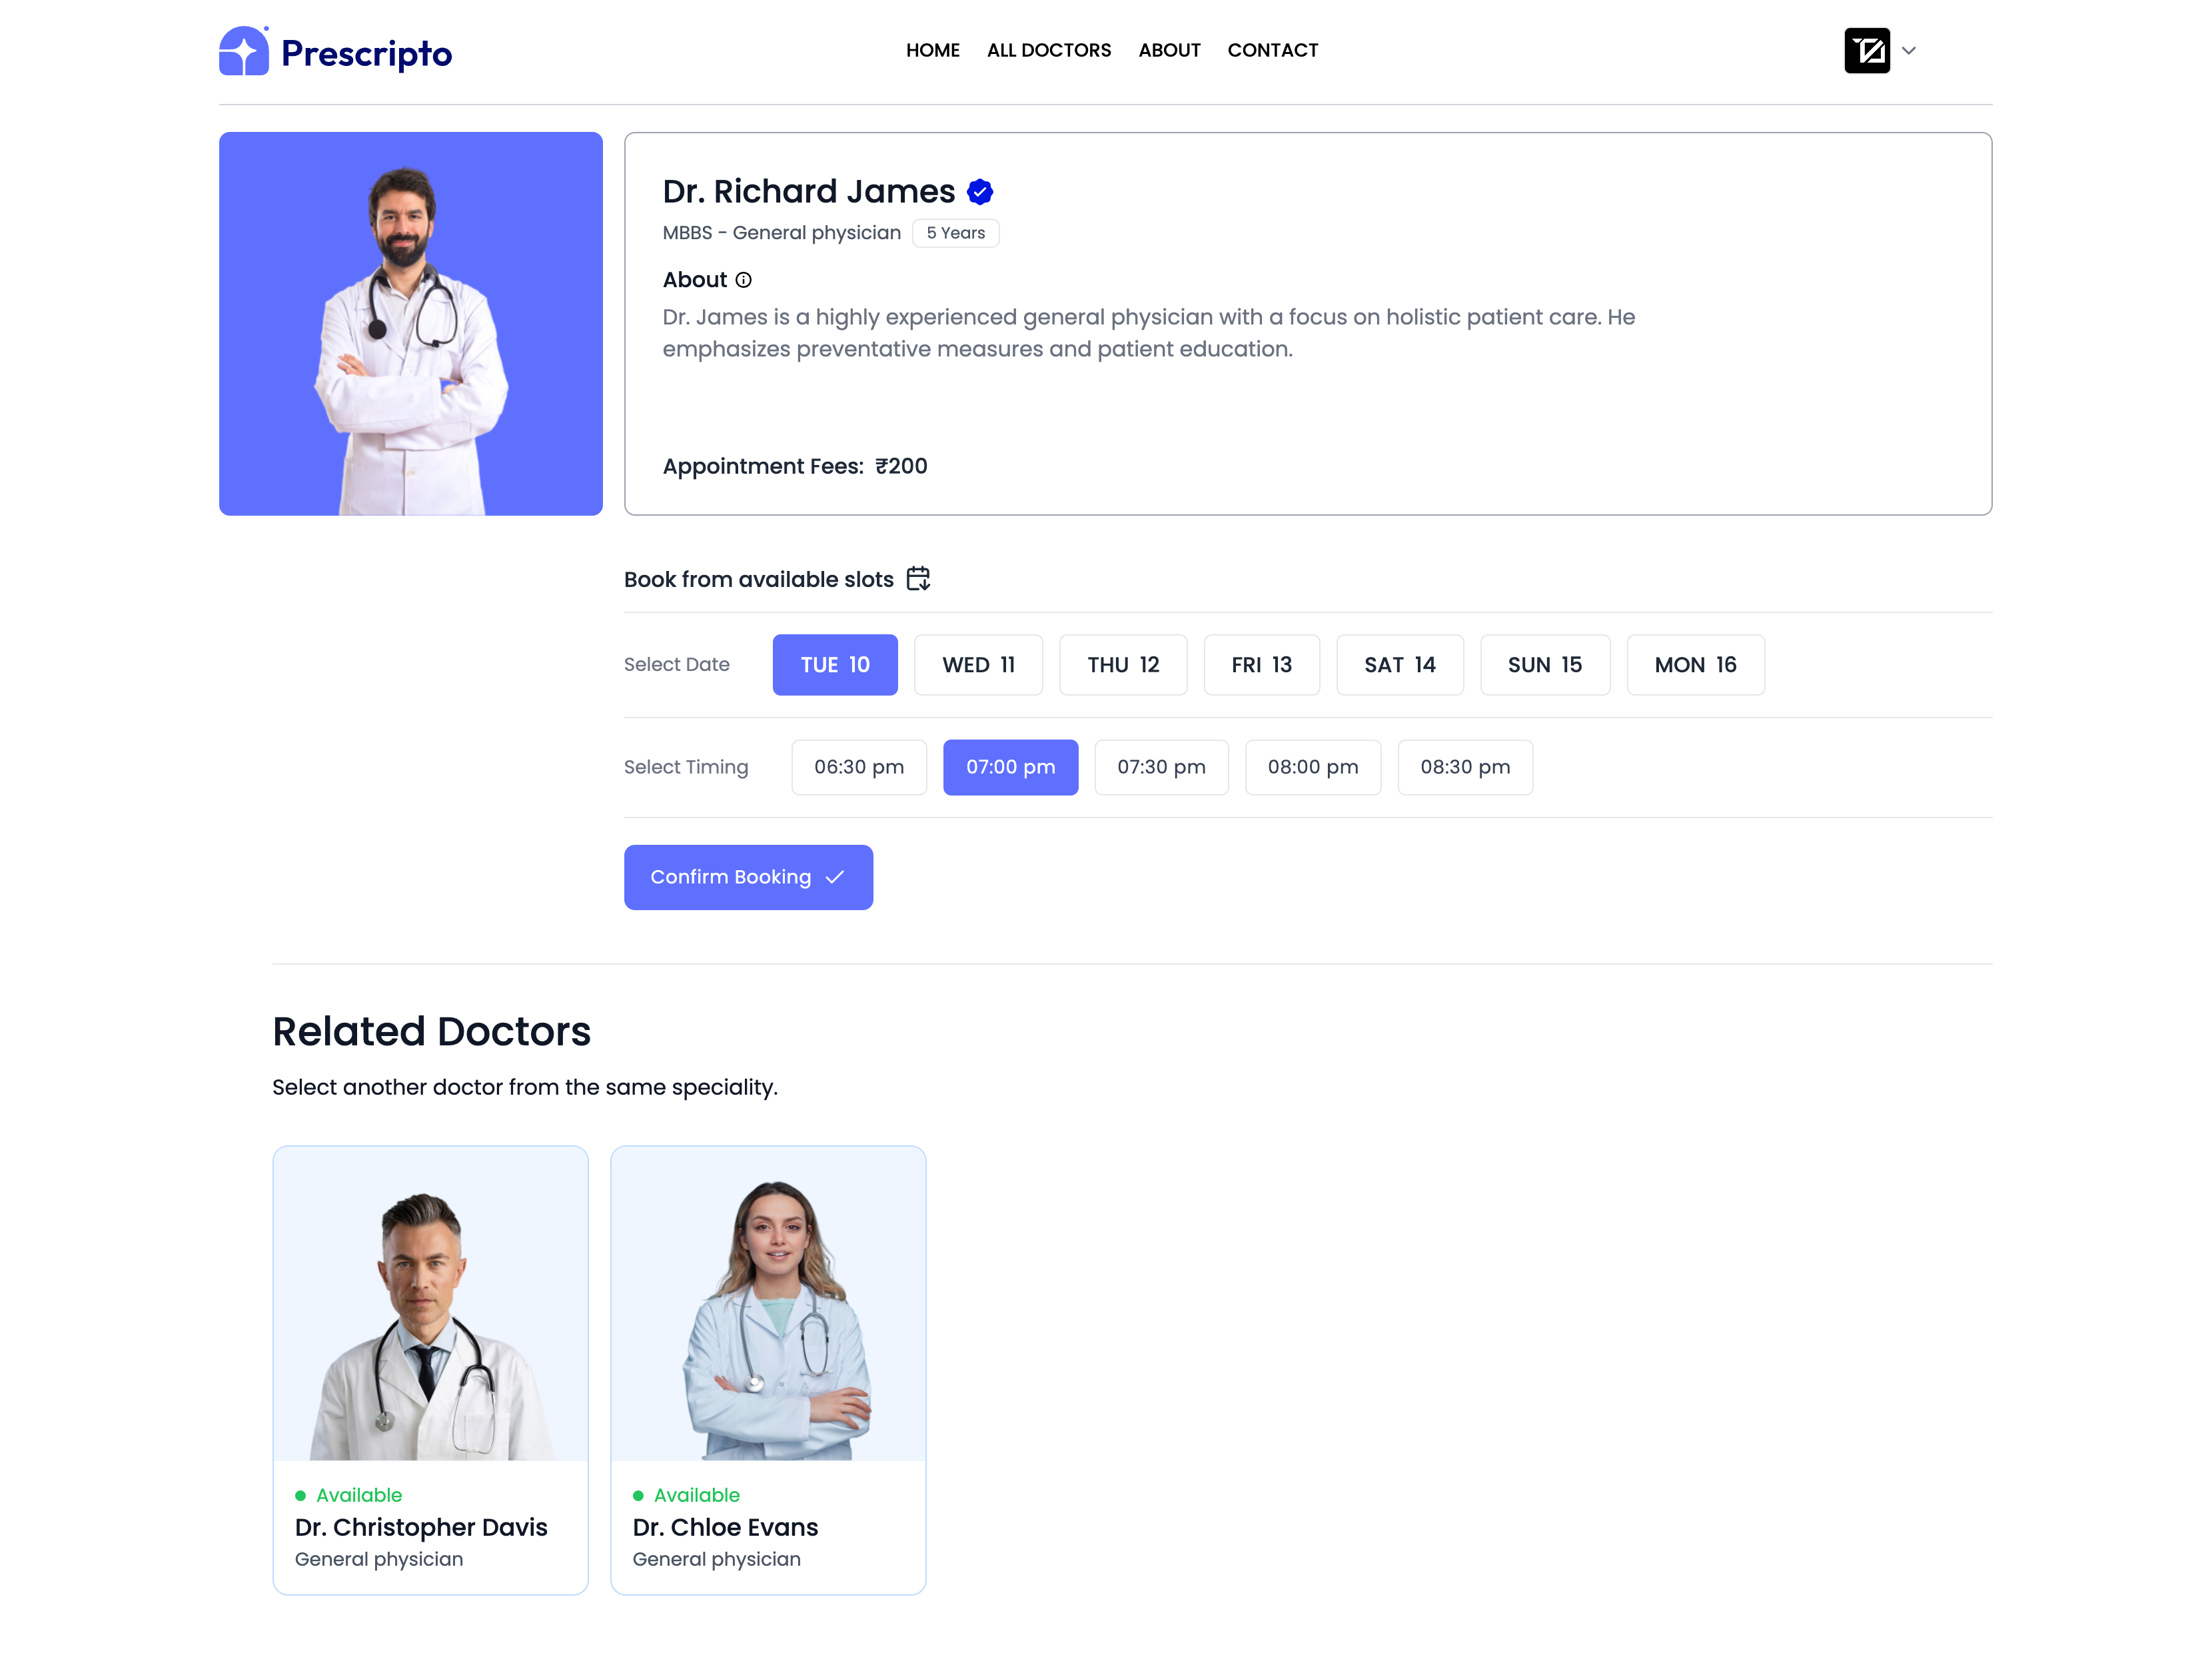 Prescripto
HOME ALL DOCTORS ABOUT CONTACT
Dr. Richard James
MBBS - General physician 5 Years
About
Dr. James is a highly experienced general physician with a focus on holistic patient care. He
emphasizes preventative measures and patient education.
Appointment Fees: ₹200
Book from available slots
Select Date TUE 10 WED 11 THU 12 FRI 13 SAT 14 SUN 15 MON 16
Select Timing 06:30 pm 07:00 pm 07:30 pm 08:00 pm 08:30 pm
Confirm Booking
Related Doctors
Select another doctor from the same speciality.
Available
Dr. Christopher Davis
General physician
Available
Dr. Chloe Evans
General physician